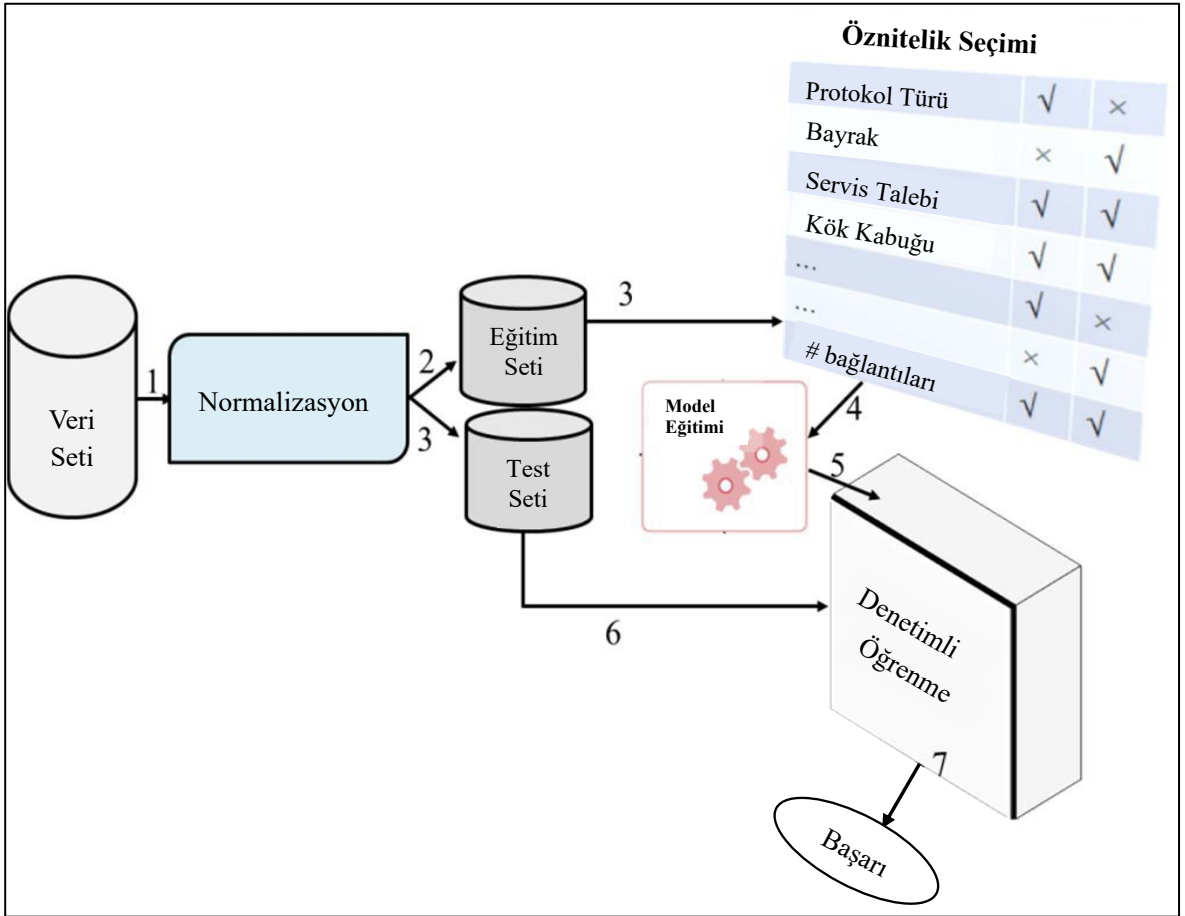 Öznitelik Seçimi
Protokol Türü √ ×
Bayrak × √
Servis Talebi √ √
Kök Kabuğu √ √
... √ ×
... × √
# bağlantıları √ √
Veri
Seti
1
Normalizasyon
2
3
Eğitim
Seti
3
Test
Seti
Model
Eğitimi
4
5
6
Denetimli
Öğrenme
7
Başarı